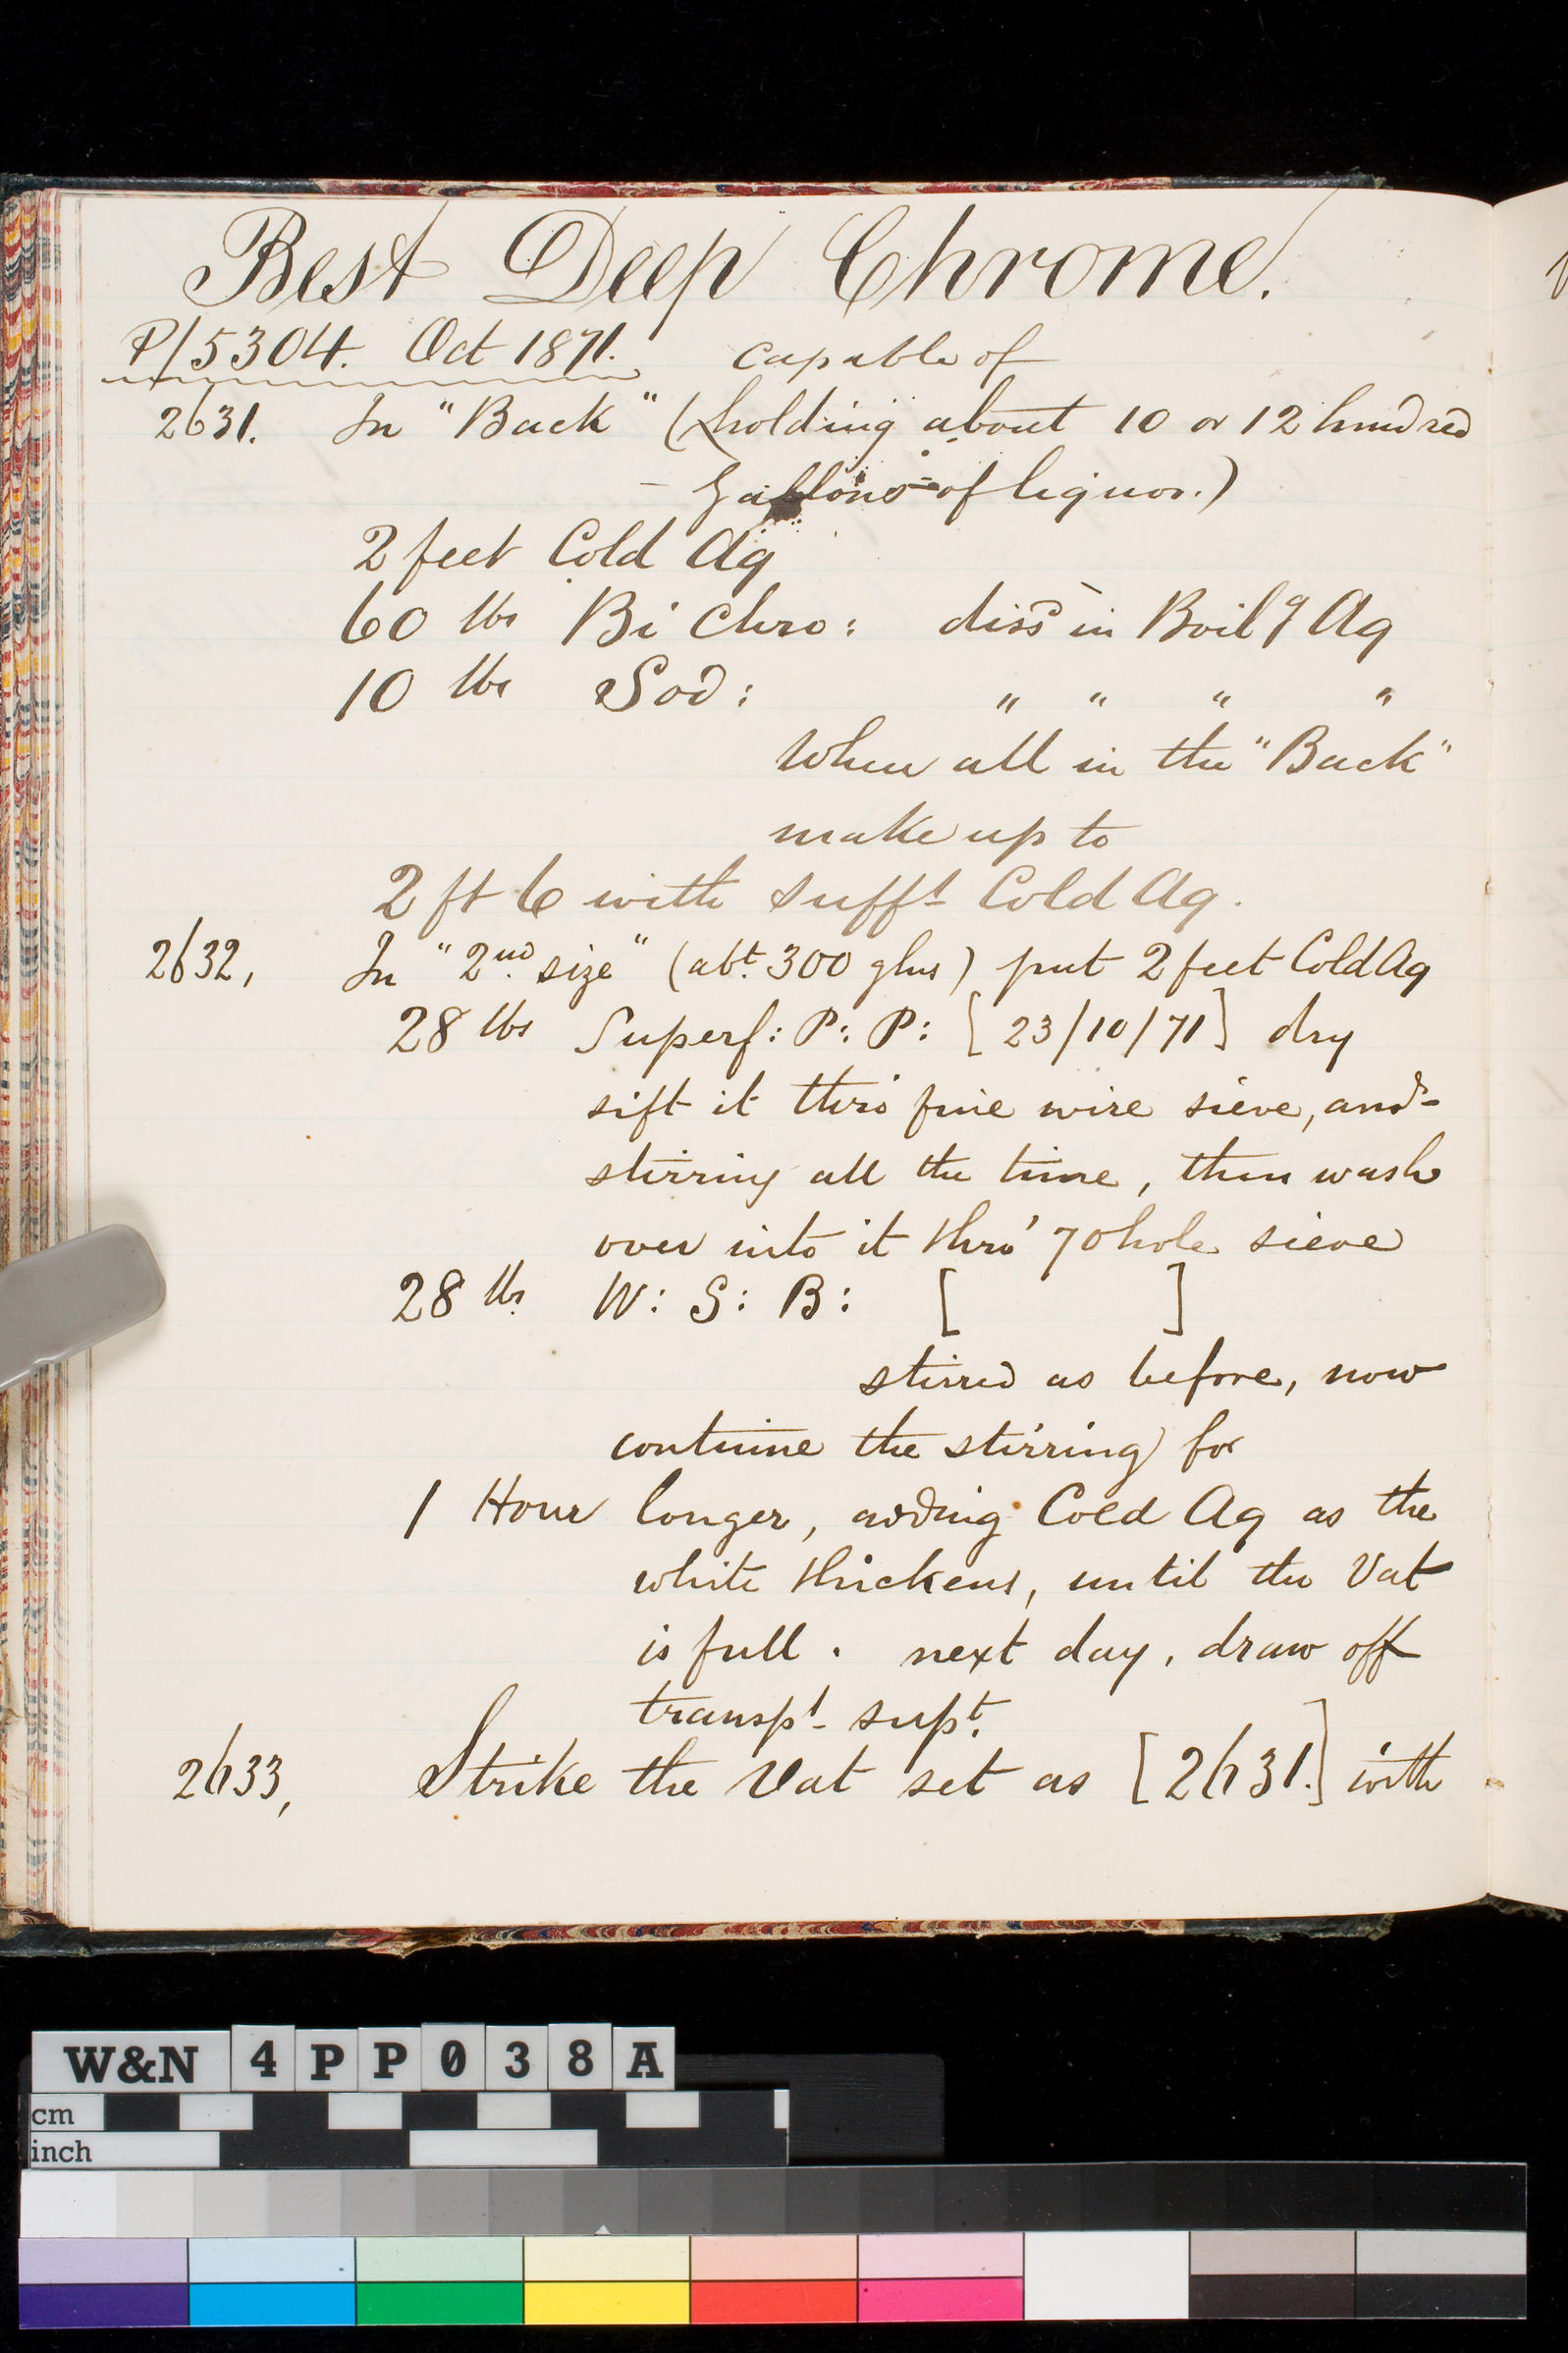 Best Deep Chrome.
P/5304. Oct 1871. capable of
2631. In "Back" (holding about 10 or 12 hundred
Gallons of liquor.)
2 feet Cold Aq
60 lbs Bi Chro: dissd in Boilg Aq
10 lbs Sod: " " " "
When all in the "Back"
make up to
2 ft 6 with sufft Cold Aq.
2632, In "2nd size" (abt. 300 glns) put 2 feet Cold Aq
28 lbs Superf: P: P: [23/10/71] dry
sift it thro' fine wire sieve, and
stirring all the time, then wash
over into it thro' 70 hole sieve
28 lbs W: S: B: [ ]
stirred as before, now
continue the stirring for
1 Hour longer, adding Cold Aq as the
white thickens, until the Vat
is full. next day, draw off
transpt supt.
2633, Strike the Vat set as [2631.] with
W&N 4PP038A
cm
inch